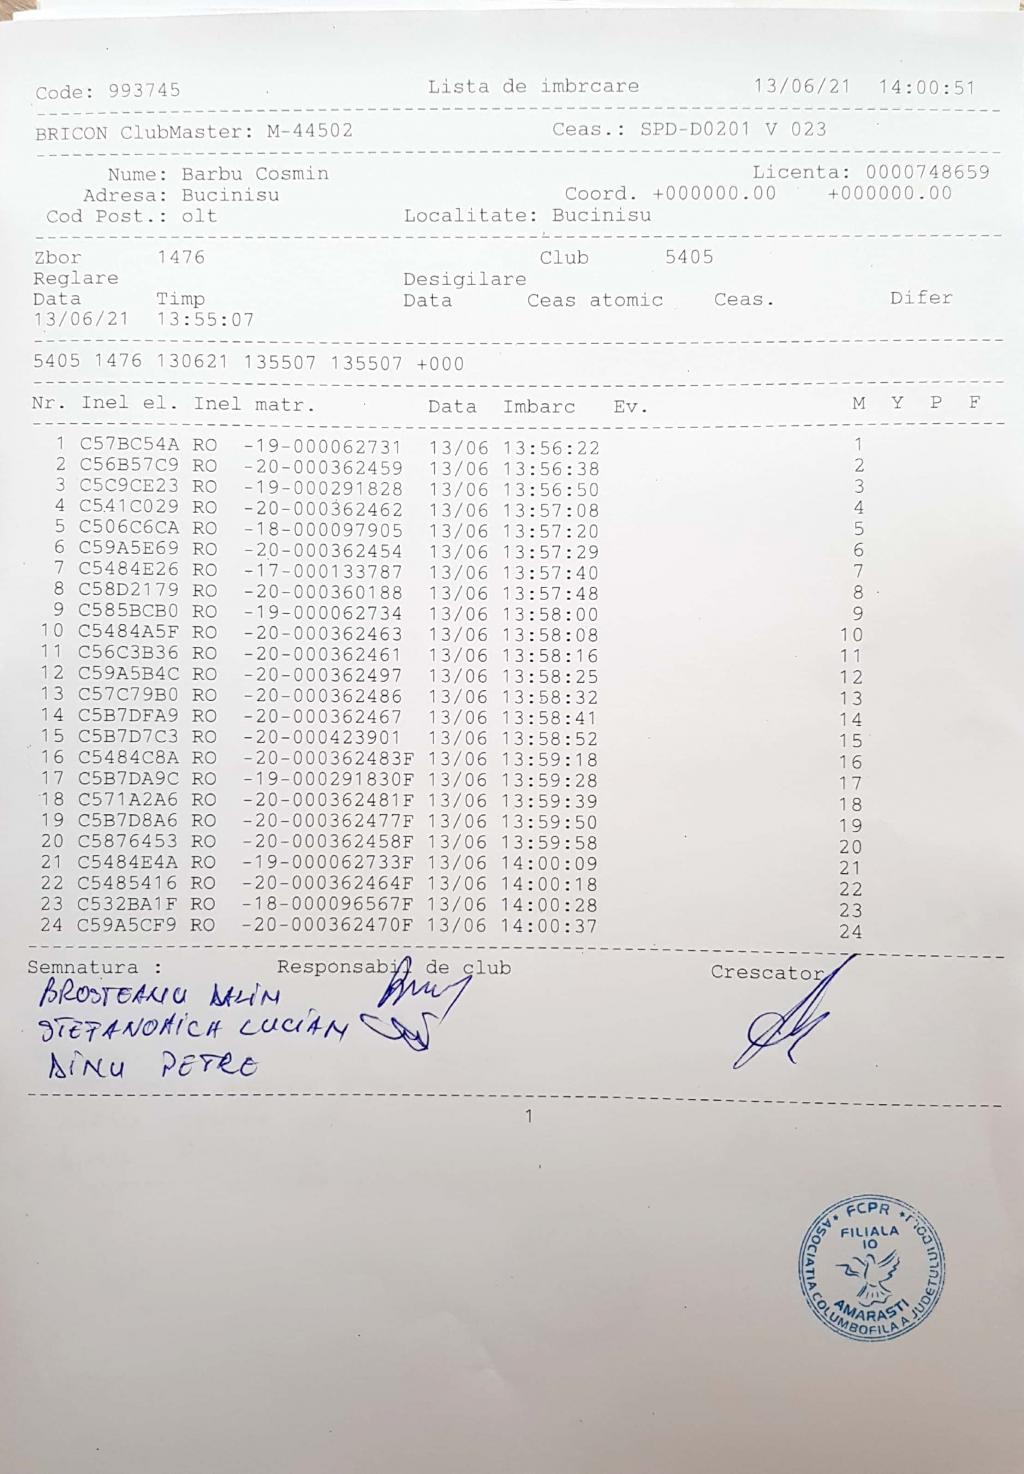 Code: 993745 Lista de imbrcare 13/06/21 14:00:51
BRICON ClubMaster: M-44502 Ceas.: SPD-D0201 V 023
Nume: Barbu Cosmin Licenta: 0000748659
Adresa: Bucinisu Coord. +000000.00 +000000.00
Cod Post.: olt Localitate: Bucinisu
Zbor 1476 Club 5405
Reglare Desigilare
Data Timp Data Ceas atomic Ceas. Difer
13/06/21 13:55:07
5405 1476 130621 135507 135507 +000
Nr. Inel el. Inel matr. Data Imbarc Ev. M Y P F
1 C57BC54A RO -19-000062731 13/06 13:56:22 1
2 C56B57C9 RO -20-000362459 13/06 13:56:38 2
3 C5C9CE23 RO -19-000291828 13/06 13:56:50 3
4 C541C029 RO -20-000362462 13/06 13:57:08 4
5 C506C6CA RO -18-000097905 13/06 13:57:20 5
6 C59A5E69 RO -20-000362454 13/06 13:57:29 6
7 C5484E26 RO -17-000133787 13/06 13:57:40 7
8 C58D2179 RO -20-000360188 13/06 13:57:48 8
9 C585BCB0 RO -19-000062734 13/06 13:58:00 9
10 C5484A5F RO -20-000362463 13/06 13:58:08 10
11 C56C3B36 RO -20-000362461 13/06 13:58:16 11
12 C59A5B4C RO -20-000362497 13/06 13:58:25 12
13 C57C79B0 RO -20-000362486 13/06 13:58:32 13
14 C5B7DFA9 RO -20-000362467 13/06 13:58:41 14
15 C5B7D7C3 RO -20-000423901 13/06 13:58:52 15
16 C5484C8A RO -20-000362483F 13/06 13:59:18 16
17 C5B7DA9C RO -19-000291830F 13/06 13:59:28 17
18 C571A2A6 RO -20-000362481F 13/06 13:59:39 18
19 C5B7D8A6 RO -20-000362477F 13/06 13:59:50 19
20 C5876453 RO -20-000362458F 13/06 13:59:58 20
21 C5484E4A RO -19-000062733F 13/06 14:00:09 21
22 C5485416 RO -20-000362464F 13/06 14:00:18 22
23 C532BA1F RO -18-000096567F 13/06 14:00:28 23
24 C59A5CF9 RO -20-000362470F 13/06 14:00:37 24
Semnatura : Responsabil de club Crescator
BROSTEANU ALIN
STEFANOAICA LUCIAN
DINU PETRE
1
FCPR
ASOCIATIA COLUMBOFILA A JUDETULUI DOLJ
FILIALA
10
AMARASTI